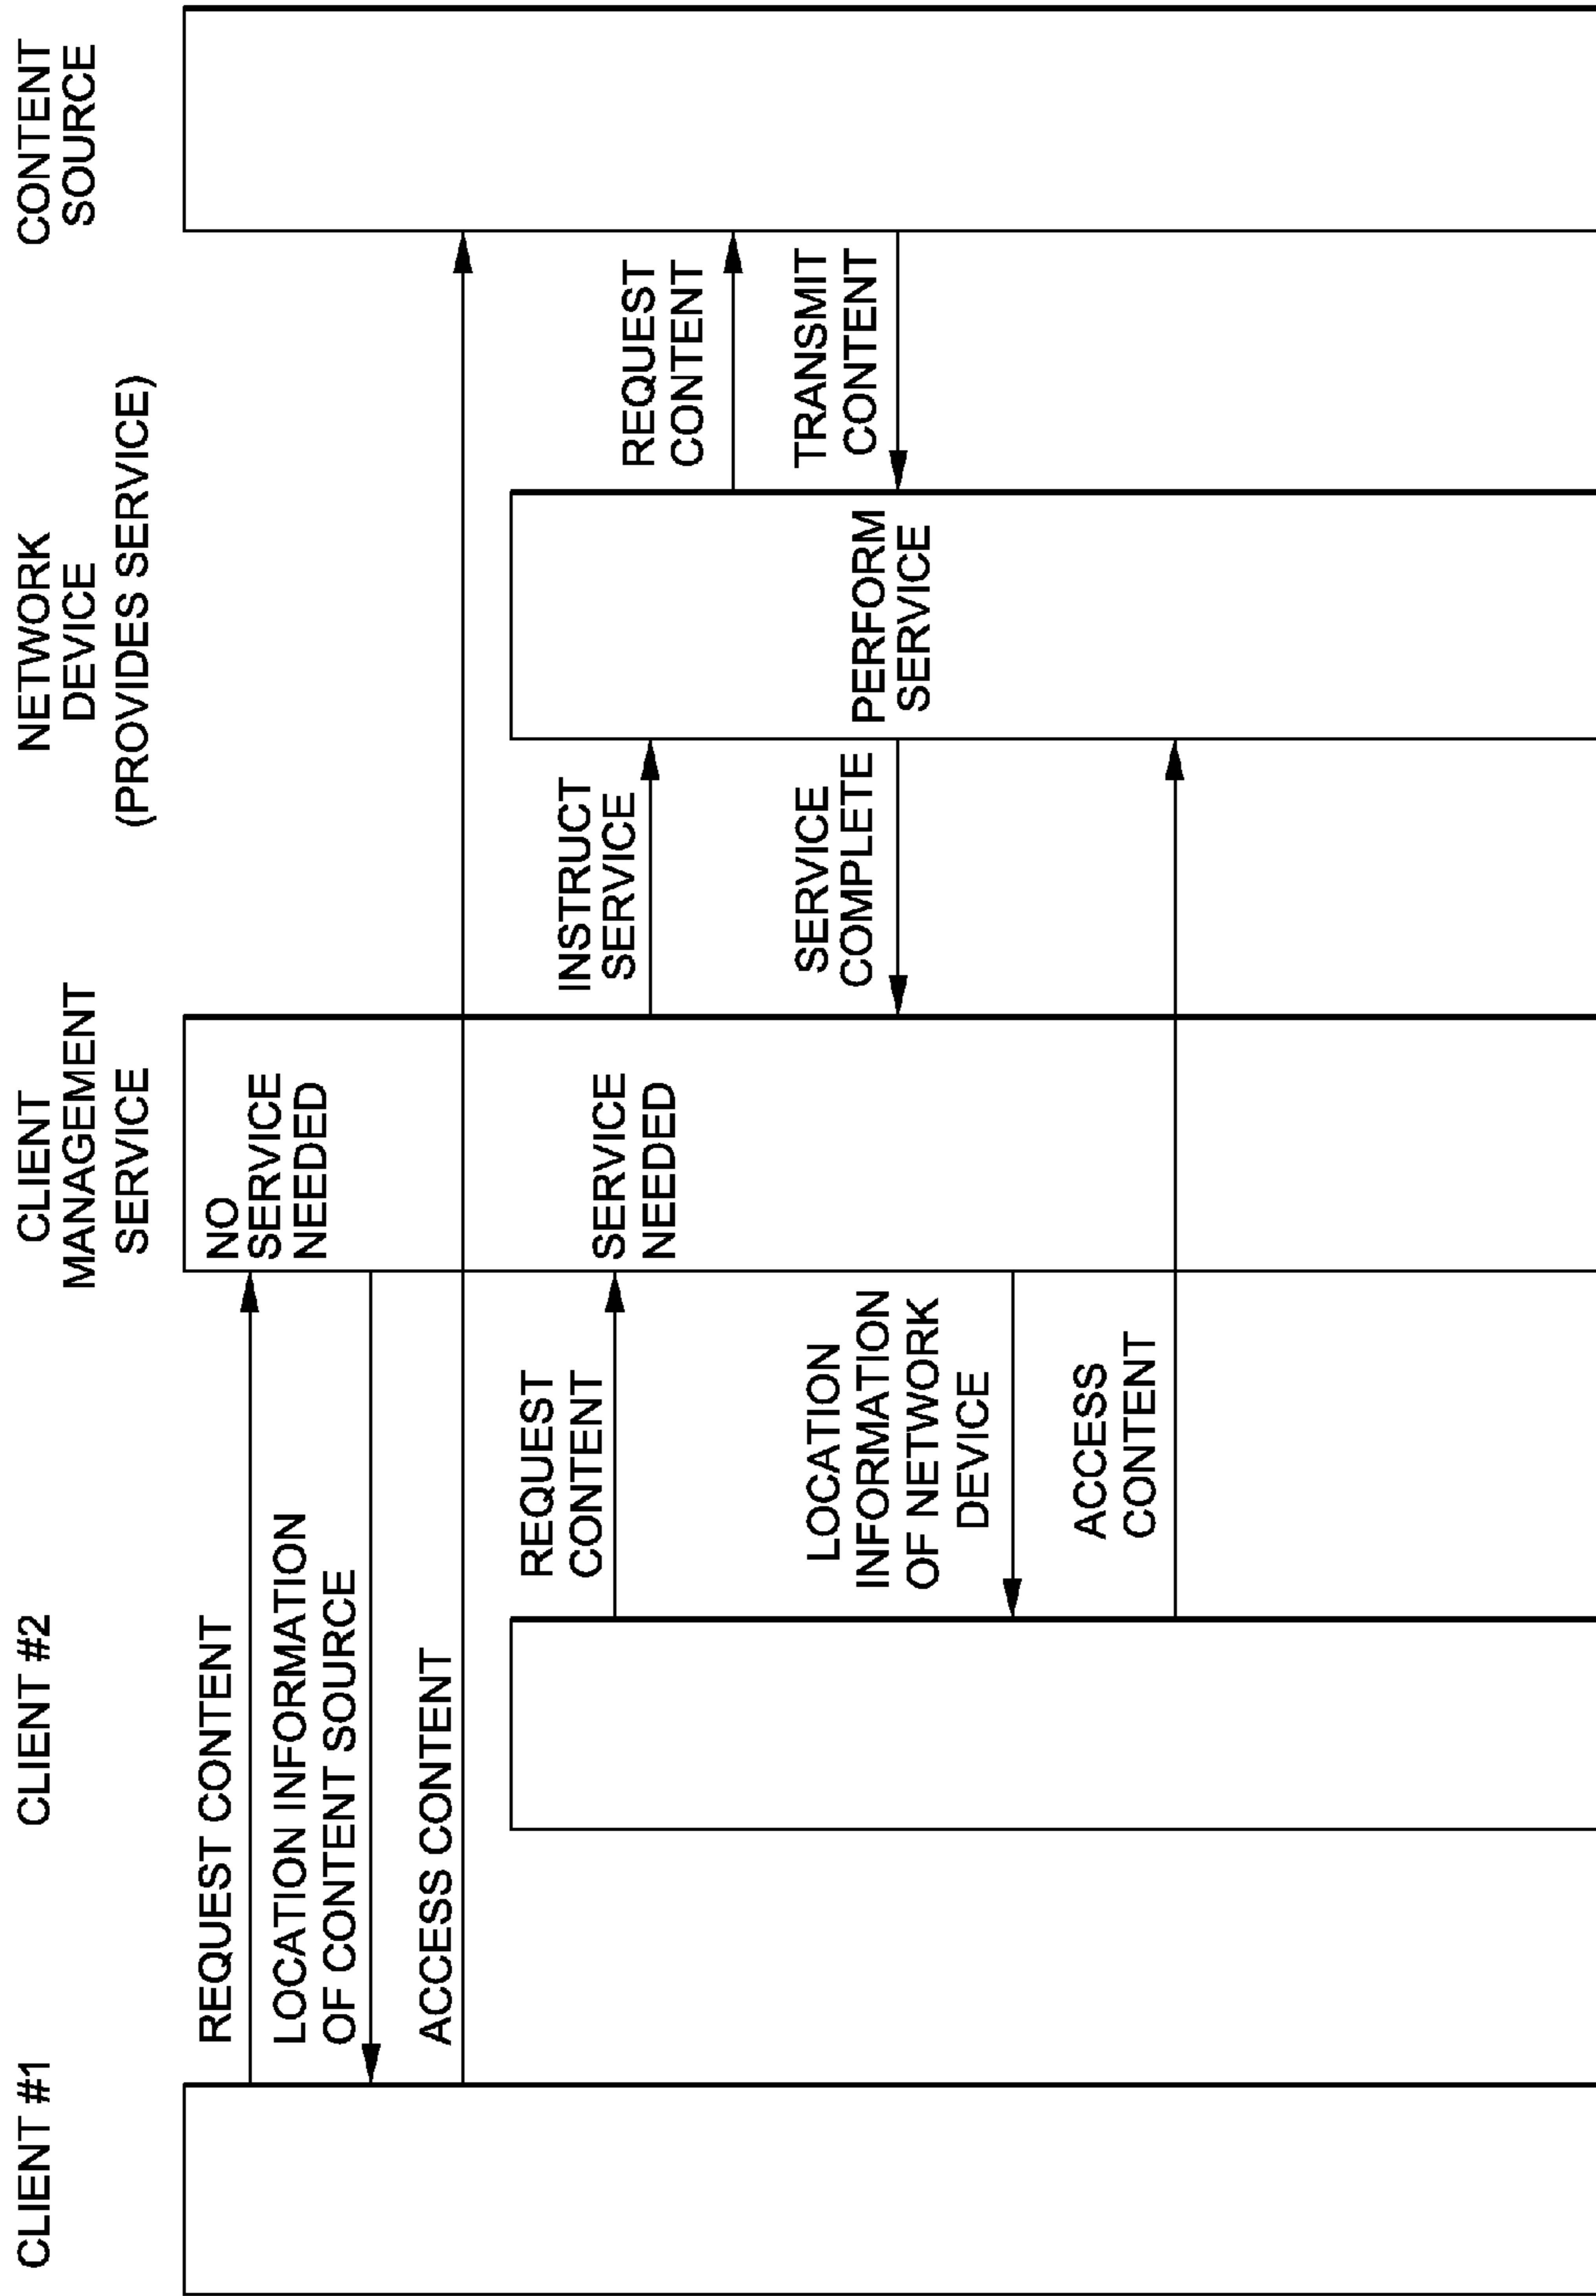 CLIENT #1
CLIENT #2
CLIENT
MANAGEMENT
SERVICE
NETWORK
DEVICE
(PROVIDES SERVICE)
CONTENT
SOURCE
REQUEST CONTENT
NO
SERVICE
NEEDED
LOCATION INFORMATION
OF CONTENT SOURCE
ACCESS CONTENT
REQUEST
CONTENT
SERVICE
NEEDED
INSTRUCT
SERVICE
REQUEST
CONTENT
TRANSMIT
CONTENT
PERFORM
SERVICE
SERVICE
COMPLETE
LOCATION
INFORMATION
OF NETWORK
DEVICE
ACCESS
CONTENT